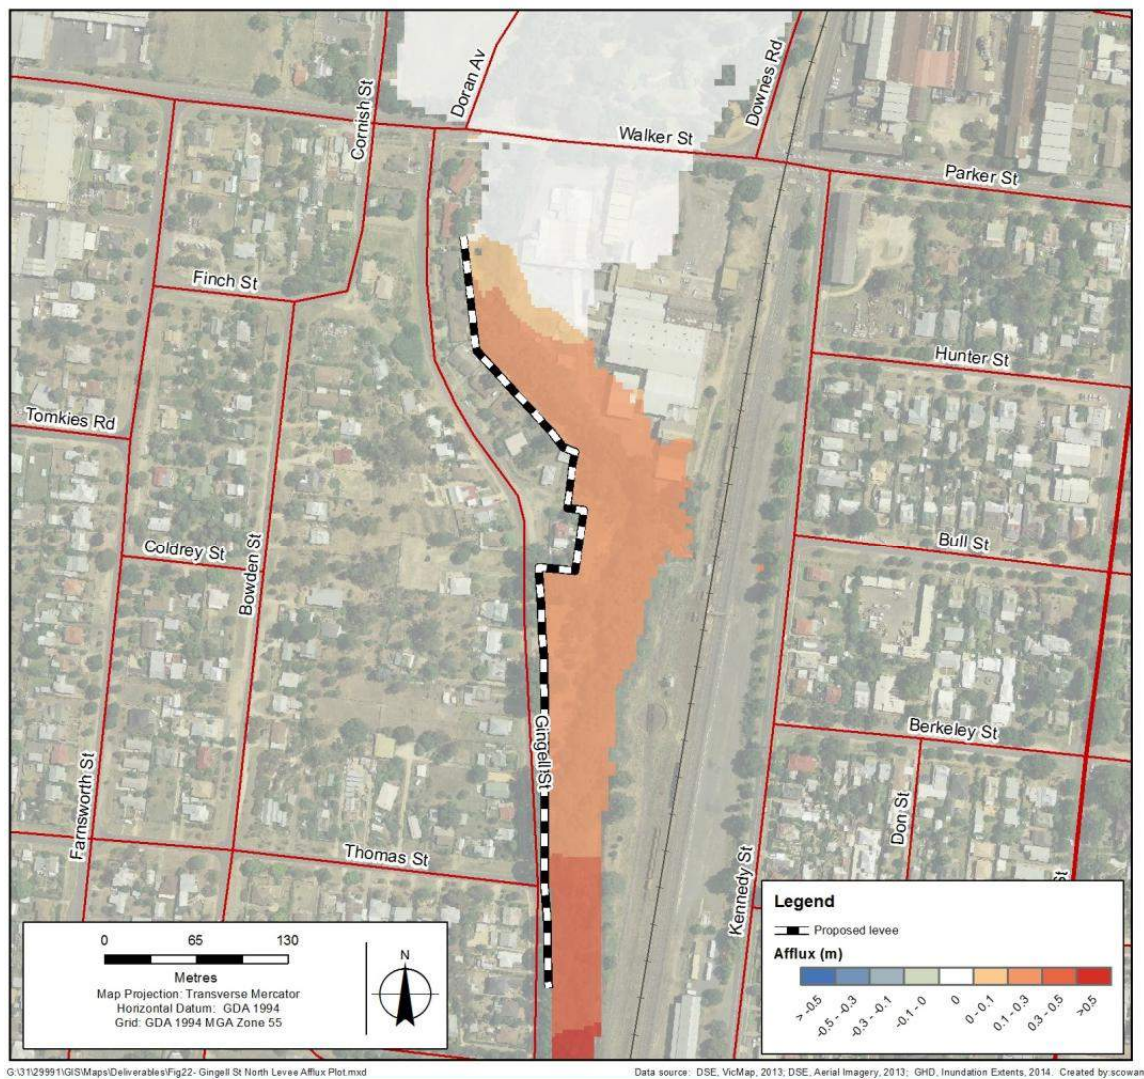 Doran Av
Downes Rd
Cornish St
Walker St
Parker St
Finch St
Hunter St
Tomkies Rd
Bull St
Coldrey St
Bowden St
Gingell St
Berkeley St
Farnsworth St
Don St
Thomas St
Kennedy St
St
Legend
Proposed levee
Afflux (m)
> -0.5
-0.5 - -0.3
-0.3 - -0.1
-0.1 - 0
0
0 - 0.1
0.1 - 0.3
0.3 - 0.5
>0.5
0 65 130
Metres
Map Projection: Transverse Mercator
Horizontal Datum: GDA 1994
Grid: GDA 1994 MGA Zone 55
N
G:\31\29991\GIS\Maps\Deliverables\Fig22- Gingell St North Levee Afflux Plot.mxd
Data source: DSE, VicMap, 2013; DSE, Aerial Imagery, 2013; GHD, Inundation Extents, 2014. Created by:scowan